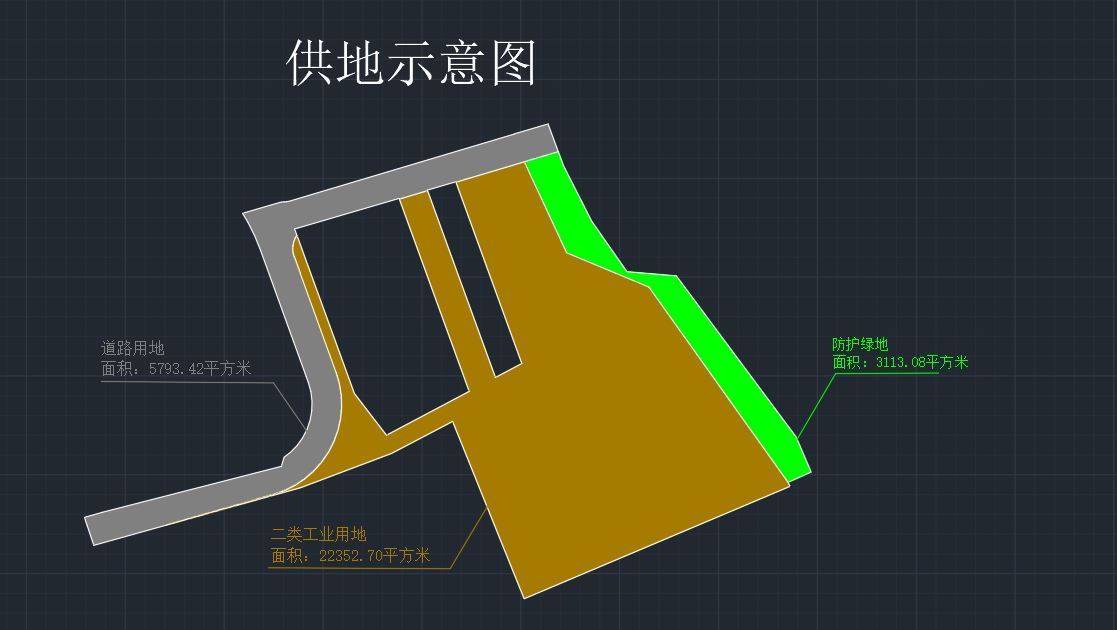 供地示意图
道路用地
面积：5793.42平方米
防护绿地
面积：3113.08平方米
二类工业用地
面积：22352.70平方米